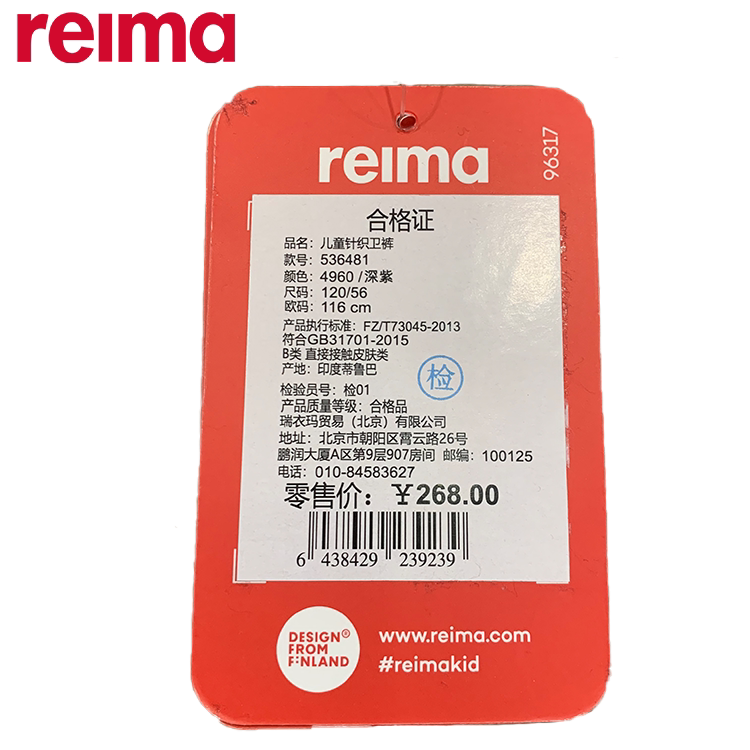 reima
reima
96317
合格证
品名：儿童针织卫裤
款号：536481
颜色：4960 /深紫
尺码：120/56
欧码：116 cm
产品执行标准：FZ/T73045-2013
符合GB31701-2015
B类 直接接触皮肤类
产地：印度蒂鲁巴
检
检验员号：检01
产品质量等级：合格品
瑞衣玛贸易（北京）有限公司
地址：北京市朝阳区霄云路26号
鹏润大厦A区第9层907房间 邮编：100125
电话：010-84583627
零售价：￥268.00
6 438429 239239
DESIGN®
FROM
FINLAND
www.reima.com
#reimakid